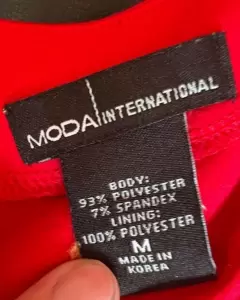 MODA INTERNATIONAL
BODY:
93% POLYESTER
7% SPANDEX
LINING:
100% POLYESTER
M
MADE IN
KOREA